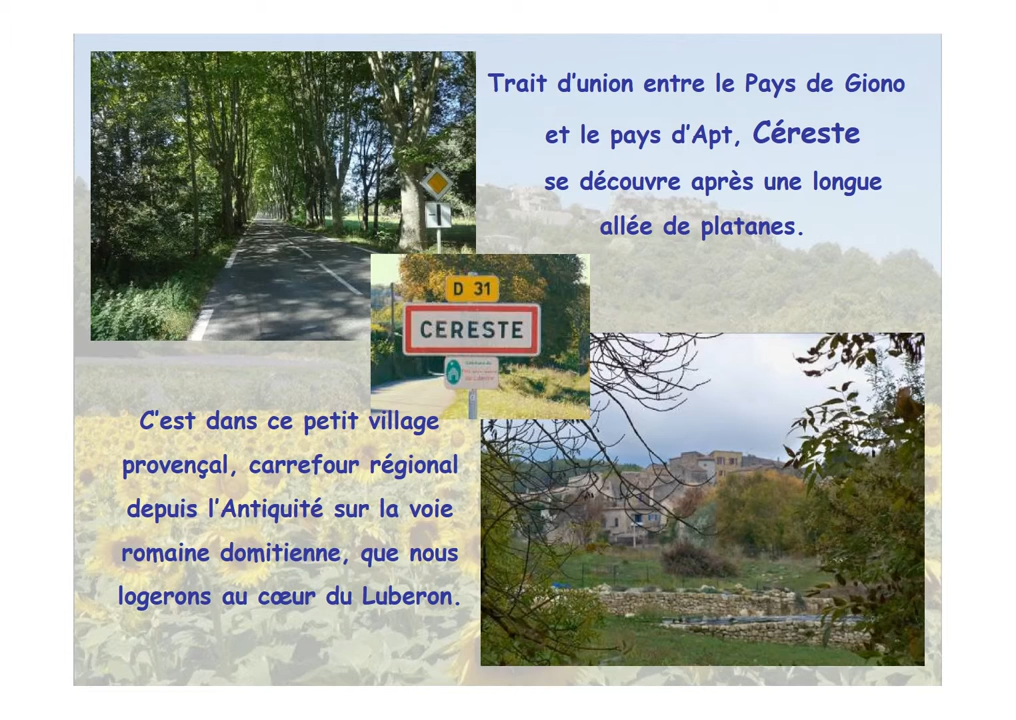 Trait d’union entre le Pays de Giono
et le pays d’Apt, Céreste
se découvre après une longue
allée de platanes.
D 31
CERESTE
C’est dans ce petit village
provençal, carrefour régional
depuis l’Antiquité sur la voie
romaine domitienne, que nous
logerons au cœur du Luberon.